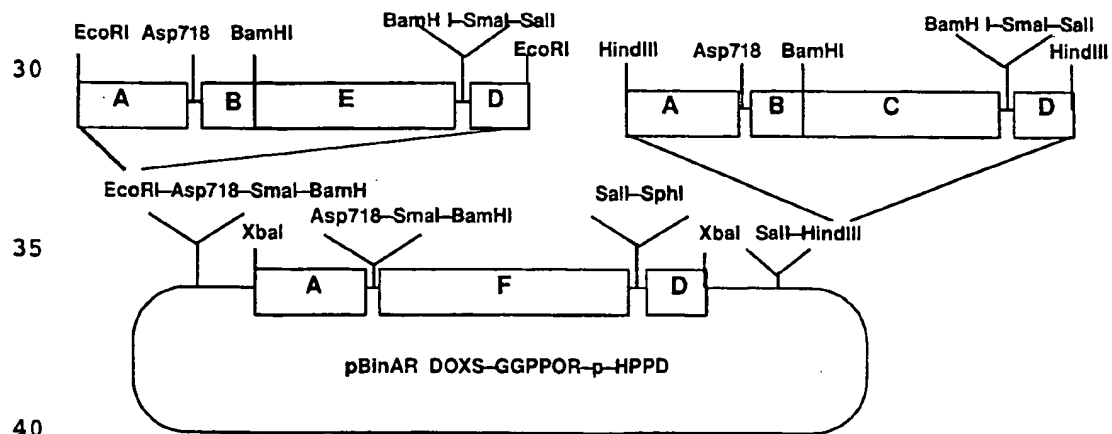 BamH I–SmaI–SalI
BamH I–SmaI–SalI
EcoRI Asp718 BamHI
EcoRI
HindIII Asp718 BamHI
HindIII
30
A B E D
A B C D
EcoRI–Asp718–SmaI–BamH
SalI–SphI
Asp718–SmaI–BamHI
35
XbaI
XbaI
SalI–HindIII
A F D
pBinAR DOXS–GGPPOR–p–HPPD
40